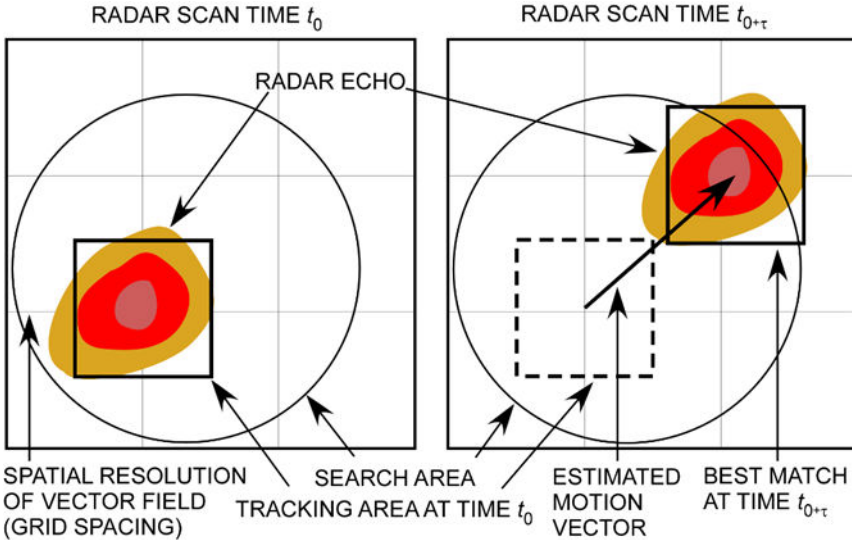 RADAR SCAN TIME t0
RADAR SCAN TIME t0+τ
RADAR ECHO
SPATIAL RESOLUTION
OF VECTOR FIELD
(GRID SPACING)
SEARCH AREA
TRACKING AREA AT TIME t0
ESTIMATED
MOTION
VECTOR
BEST MATCH
AT TIME t0+τ